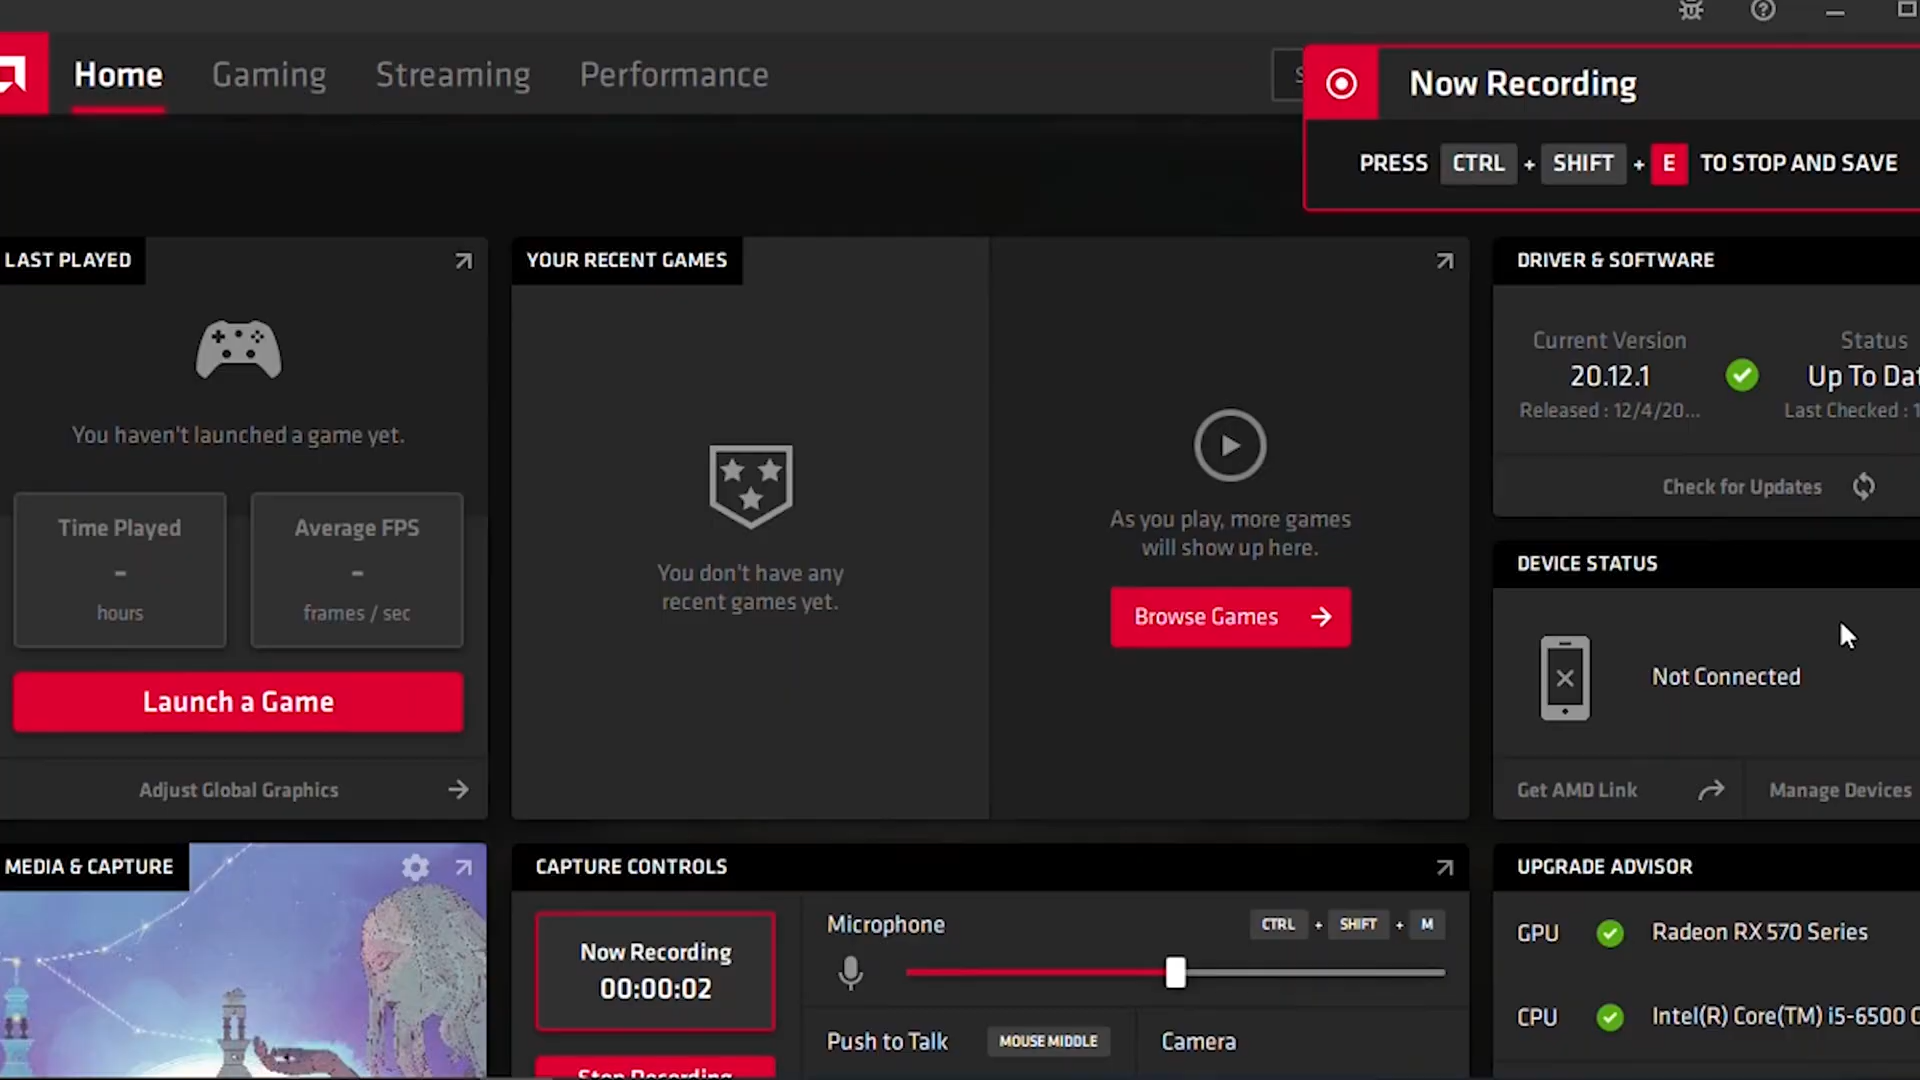 Home
Gaming
Streaming
Performance
S
Now Recording
PRESS CTRL + SHIFT + E TO STOP AND SAVE
LAST PLAYED
You haven't launched a game yet.
Time Played
-
hours
Average FPS
-
frames / sec
Launch a Game
Adjust Global Graphics
YOUR RECENT GAMES
You don't have any
recent games yet.
As you play, more games
will show up here.
Browse Games
DRIVER & SOFTWARE
Current Version
20.12.1
Released : 12/4/20...
Status
Up To Dat
Last Checked : 1
Check for Updates
DEVICE STATUS
Not Connected
Get AMD Link
Manage Devices
MEDIA & CAPTURE
CAPTURE CONTROLS
Now Recording
00:00:02
Stop Recording
Microphone
CTRL + SHIFT + M
Push to Talk
MOUSE MIDDLE
Camera
UPGRADE ADVISOR
GPU
Radeon RX 570 Series
CPU
Intel(R) Core(TM) i5-6500 C